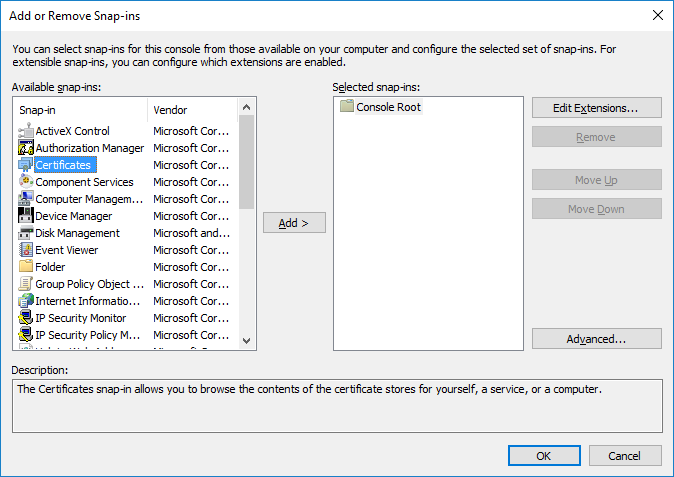 Add or Remove Snap-ins
You can select snap-ins for this console from those available on your computer and configure the selected set of snap-ins. For
extensible snap-ins, you can configure which extensions are enabled.
Available snap-ins:
Snap-in Vendor
ActiveX Control Microsoft Cor...
Authorization Manager Microsoft Cor...
Certificates Microsoft Cor...
Component Services Microsoft Cor...
Computer Managem... Microsoft Cor...
Device Manager Microsoft Cor...
Disk Management Microsoft and...
Event Viewer Microsoft Cor...
Folder Microsoft Cor...
Group Policy Object ... Microsoft Cor...
Internet Informatio... Microsoft Cor...
IP Security Monitor Microsoft Cor...
IP Security Policy M... Microsoft Cor...
Add >
Selected snap-ins:
Console Root
Edit Extensions...
Remove
Move Up
Move Down
Advanced...
Description:
The Certificates snap-in allows you to browse the contents of the certificate stores for yourself, a service, or a computer.
OK
Cancel